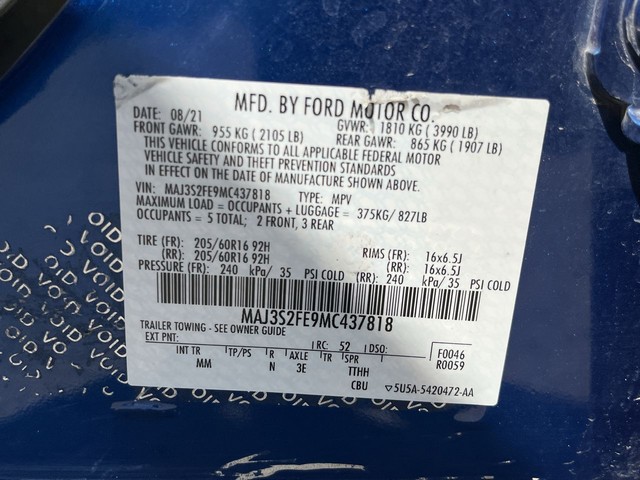 MFD. BY FORD MOTOR CO.
DATE: 08/21 GVWR: 1810 KG ( 3990 LB)
FRONT GAWR: 955 KG ( 2105 LB) REAR GAWR: 865 KG ( 1907 LB)
THIS VEHICLE CONFORMS TO ALL APPLICABLE FEDERAL MOTOR
VEHICLE SAFETY AND THEFT PREVENTION STANDARDS
IN EFFECT ON THE DATE OF MANUFACTURE SHOWN ABOVE.
VIN: MAJ3S2FE9MC437818 TYPE: MPV
MAXIMUM LOAD = OCCUPANTS + LUGGAGE = 375KG/ 827LB
OCCUPANTS = 5 TOTAL; 2 FRONT, 3 REAR
TIRE (FR): 205/60R16 92H RIMS (FR): 16x6.5J
(RR): 205/60R16 92H (RR): 16x6.5J
PRESSURE (FR): 240 kPa/ 35 PSI COLD (RR): 240 kPa/ 35 PSI COLD
MAJ3S2FE9MC437818
TRAILER TOWING - SEE OWNER GUIDE
EXT PNT: RC: 52 DSO: F0046
INT TR TP/PS R AXLE TR SPR R0059
MM N 3E TTHH
CBU ▽5U5A-5420472-AA
VOID VOID VOID